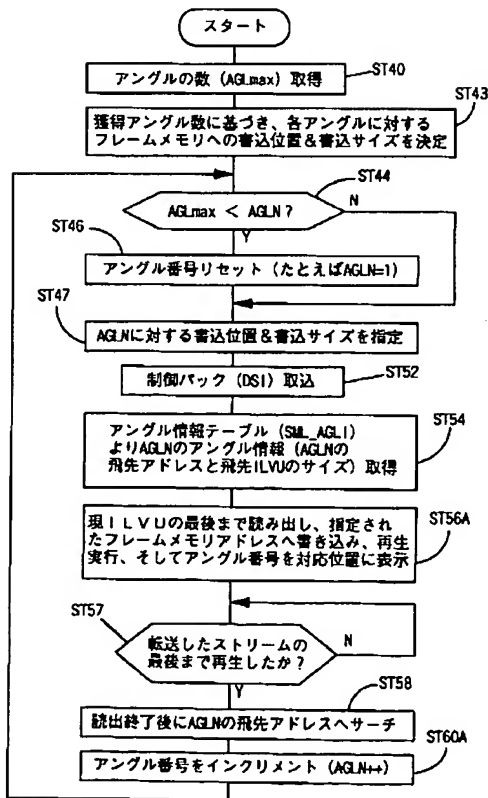 スタート
アングルの数（AGLmax）取得
ST40
ST43
獲得アングル数に基づき、各アングルに対する
フレームメモリへの書込位置＆書込サイズを決定
ST44
AGLmax < AGLN？
N
Y
ST46
アングル番号リセット（たとえばAGLN=1）
ST47
AGLNに対する書込位置＆書込サイズを指定
制御パック（DSI）取込
ST52
アングル情報テーブル（SML_AGLI）
よりAGLNのアングル情報（AGLNの
飛先アドレスと飛先ILVUのサイズ）取得
ST54
現ＩＬＶＵの最後まで読み出し、指定され
たフレームメモリアドレスへ書き込み、再生
実行、そしてアングル番号を対応位置に表示
ST56A
ST57
転送したストリームの
最後まで再生したか？
N
Y
ST58
読出終了後にAGLNの飛先アドレスへサーチ
アングル番号をインクリメント（AGLN++）
ST60A